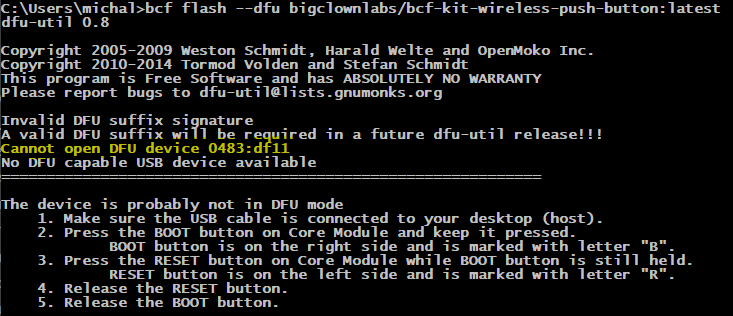 C:\Users\michal>bcf flash --dfu bigclownlabs/bcf-kit-wireless-push-button:latest
dfu-util 0.8
Copyright 2005-2009 Weston Schmidt, Harald Welte and OpenMoko Inc.
Copyright 2010-2014 Tormod Volden and Stefan Schmidt
This program is Free Software and has ABSOLUTELY NO WARRANTY
Please report bugs to dfu-util@lists.gnumonks.org
Invalid DFU suffix signature
A valid DFU suffix will be required in a future dfu-util release!!!
Cannot open DFU device 0483:df11
No DFU capable USB device available
============================================================
The device is probably not in DFU mode
1. Make sure the USB cable is connected to your desktop (host).
2. Press the BOOT button on Core Module and keep it pressed.
BOOT button is on the right side and is marked with letter "B".
3. Press the RESET button on Core Module while BOOT button is still held.
RESET button is on the left side and is marked with letter "R".
4. Release the RESET button.
5. Release the BOOT button.